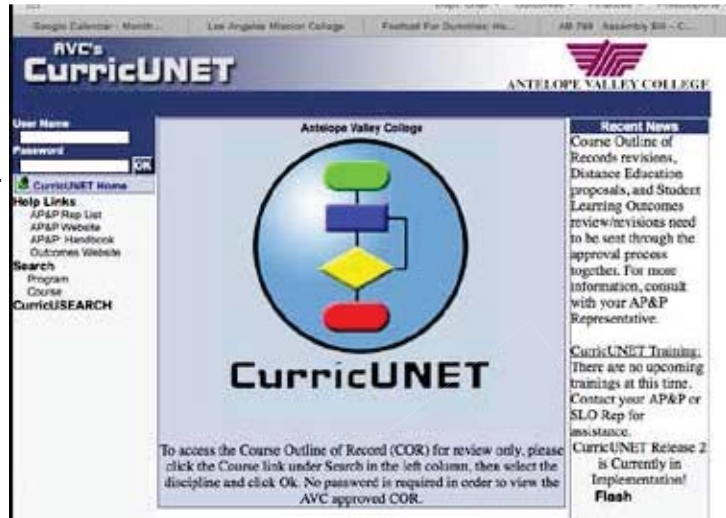 Google Calendar - Month...
Los Angeles Mission College
Football For Dummies: Ho...
AB 798 Assembly Bill - C...
AVC's
CurricUNET
ANTELOPE VALLEY COLLEGE
User Name
Password
OK
CurricUNET Home
Help Links
AP&P Rep List
AP&P Website
AP&P Handbook
Outcomes Website
Search
Program
Course
CurricUSEARCH
Antelope Valley College
CurricUNET
To access the Course Outline of Record (COR) for review only, please
click the Course link under Search in the left column, then select the
discipline and click Ok. No password is required in order to view the
AVC approved COR.
Recent News
Course Outline of
Records revisions,
Distance Education
proposals, and Student
Learning Outcomes
review/revisions need
to be sent through the
approval process
together. For more
information, consult
with your AP&P
Representative.
CurricUNET Training:
There are no upcoming
trainings at this time.
Contact your AP&P or
SLO Rep for
assistance.
CurricUNET Release 2
is Currently in
Implementation!
Flash